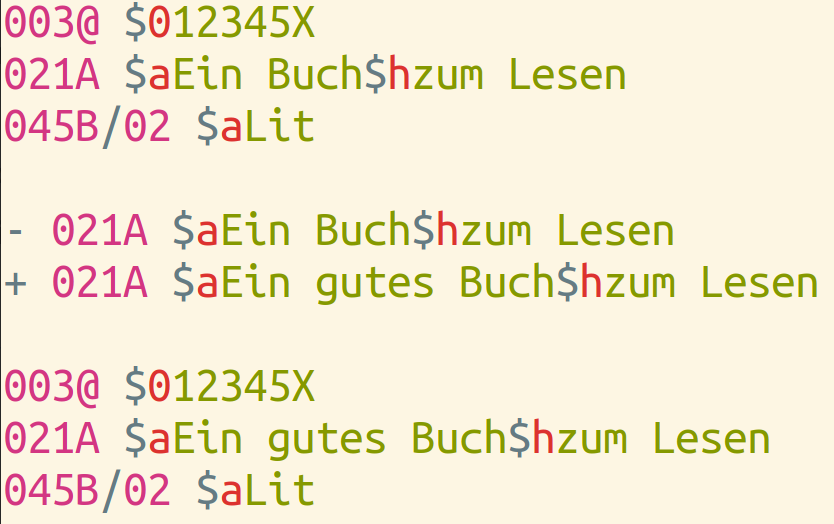 003@ $012345X
021A $aEin Buch$hzum Lesen
045B/02 $aLit
- 021A $aEin Buch$hzum Lesen
+ 021A $aEin gutes Buch$hzum Lesen
003@ $012345X
021A $aEin gutes Buch$hzum Lesen
045B/02 $aLit